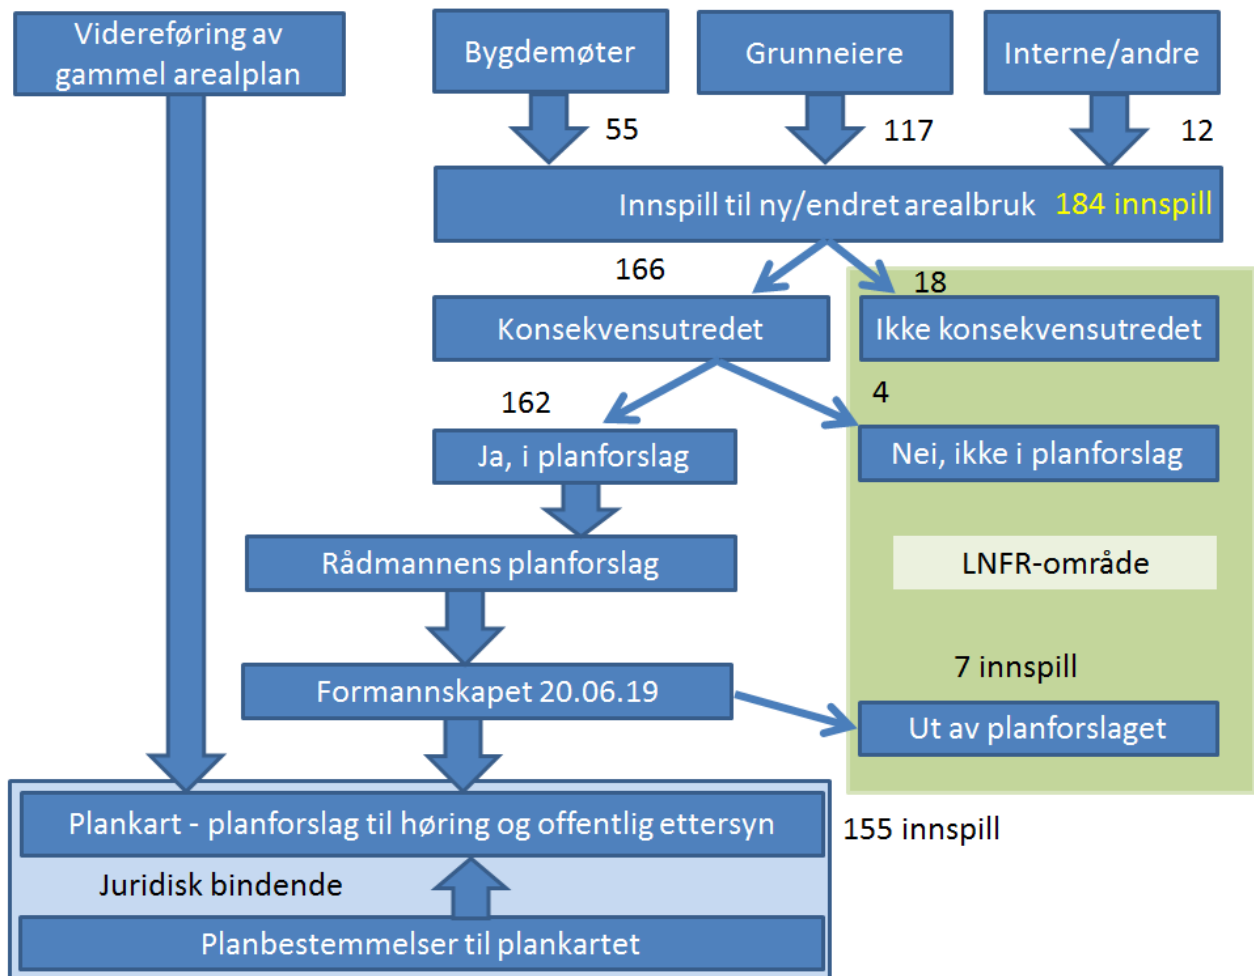 Videreføring av
gammel arealplan
Bygdemøter
Grunneiere
Interne/andre
55
117
12
Innspill til ny/endret arealbruk 184 innspill
166
18
Konsekvensutredet
Ikke konsekvensutredet
162
4
Ja, i planforslag
Nei, ikke i planforslag
Rådmannens planforslag
LNFR-område
7 innspill
Formannskapet 20.06.19
Ut av planforslaget
Plankart - planforslag til høring og offentlig ettersyn
155 innspill
Juridisk bindende
Planbestemmelser til plankartet